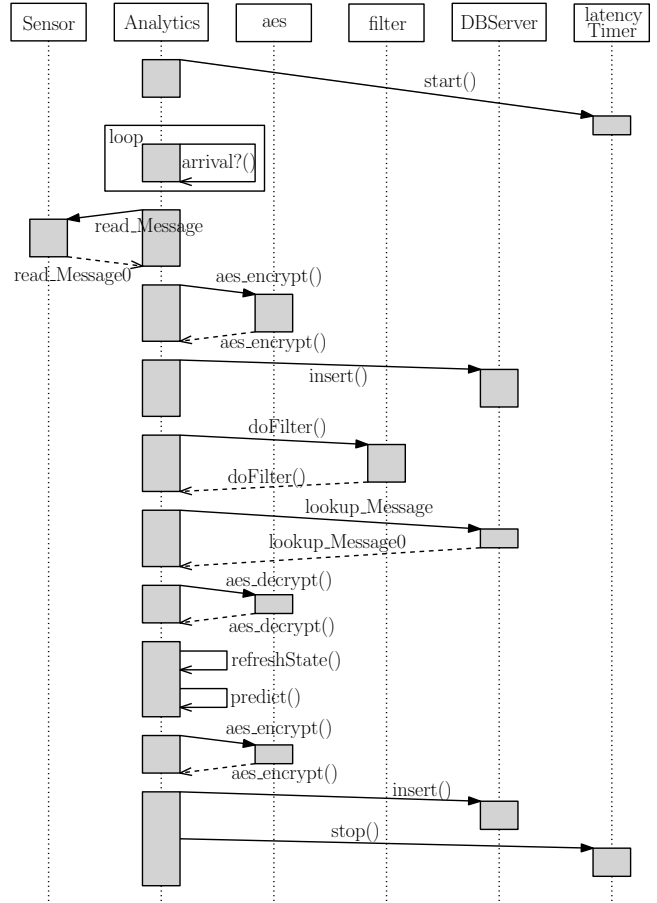 Sensor
Analytics
aes
filter
DBServer
latency
Timer
start()
loop
arrival?()
read_Message
read_Message0
aes_encrypt()
aes_encrypt()
insert()
doFilter()
doFilter()
lookup_Message
lookup_Message0
aes_decrypt()
aes_decrypt()
refreshState()
predict()
aes_encrypt()
aes_encrypt()
insert()
stop()